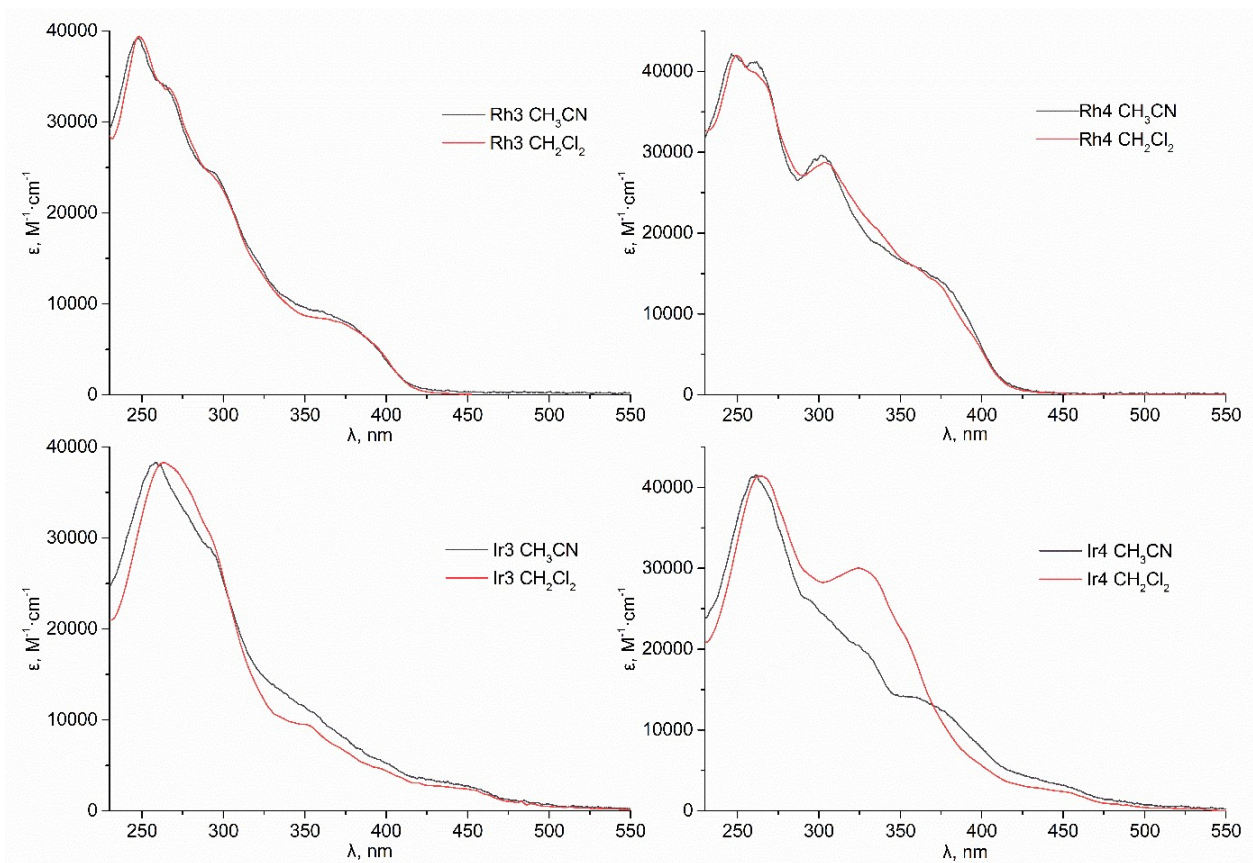 40000
30000
20000
10000
0
ε, M⁻¹·cm⁻¹
Rh3 CH₃CN
Rh3 CH₂Cl₂
250 300 350 400 450 500 550
λ, nm
40000
30000
20000
10000
0
ε, M⁻¹·cm⁻¹
Rh4 CH₃CN
Rh4 CH₂Cl₂
250 300 350 400 450 500 550
λ, nm
40000
30000
20000
10000
0
ε, M⁻¹·cm⁻¹
Ir3 CH₃CN
Ir3 CH₂Cl₂
250 300 350 400 450 500 550
λ, nm
40000
30000
20000
10000
0
ε, M⁻¹·cm⁻¹
Ir4 CH₃CN
Ir4 CH₂Cl₂
250 300 350 400 450 500 550
λ, nm